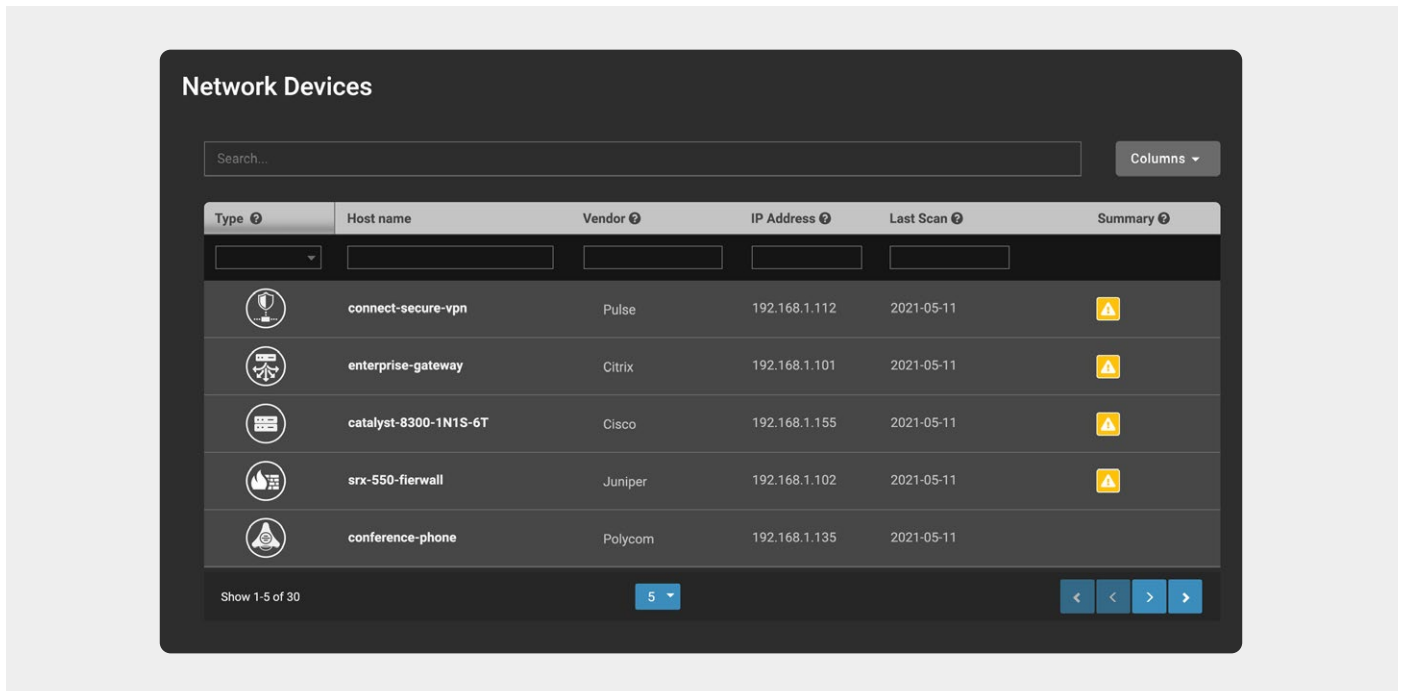 Network Devices
Search...
Columns
Type Host name Vendor IP Address Last Scan Summary
connect-secure-vpn Pulse 192.168.1.112 2021-05-11
enterprise-gateway Citrix 192.168.1.101 2021-05-11
catalyst-8300-1N1S-6T Cisco 192.168.1.155 2021-05-11
srx-550-fierwall Juniper 192.168.1.102 2021-05-11
conference-phone Polycom 192.168.1.135 2021-05-11
Show 1-5 of 30 5